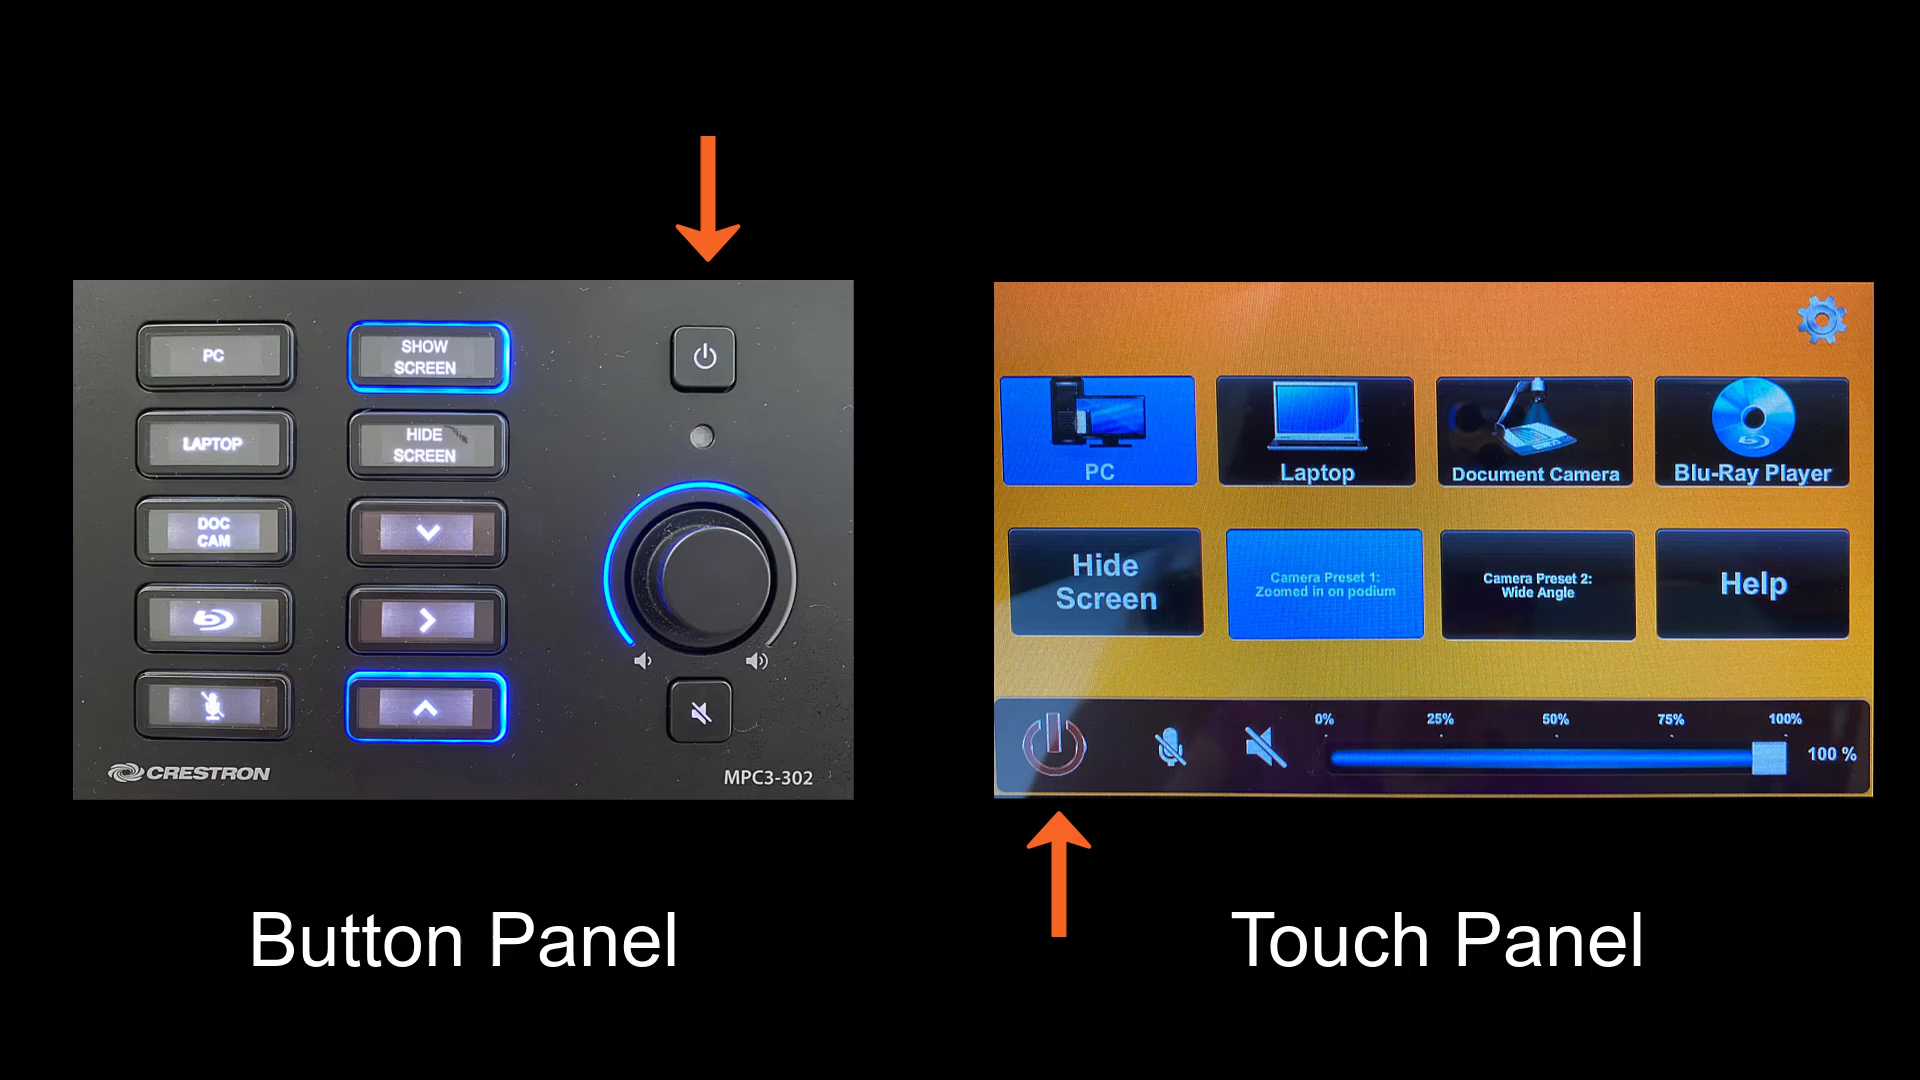 PC
SHOW
SCREEN
LAPTOP
HIDE
SCREEN
DOC
CAM
CRESTRON
MPC3-302
PC
Laptop
Document Camera
Blu-Ray Player
Hide
Screen
Camera Preset 1:
Zoomed in on podium
Camera Preset 2:
Wide Angle
Help
0%
25%
50%
75%
100%
100 %
Button Panel
Touch Panel